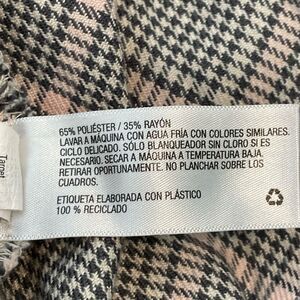 65% POLIÉSTER / 35% RAYÓN
LAVAR A MÁQUINA CON AGUA FRÍA CON COLORES SIMILARES.
CICLO DELICADO. SÓLO BLANQUEADOR SIN CLORO SI ES
NECESARIO. SECAR A MÁQUINA A TEMPERATURA BAJA.
RETIRAR OPORTUNAMENTE. NO PLANCHAR SOBRE LOS
CUADROS.
ETIQUETA ELABORADA CON PLÁSTICO
100 % RECICLADO